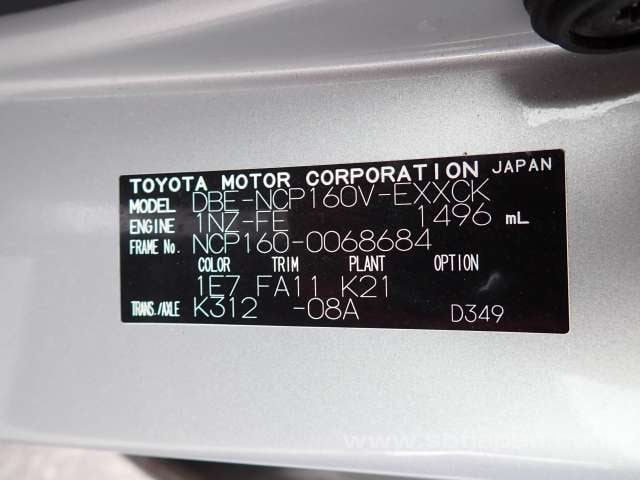 TOYOTA MOTOR CORPORATION JAPAN
MODEL DBE-NCP160V-EXXCK
ENGINE 1NZ-FE 1496 mL
FRAME No. NCP160-0068684
COLOR TRIM PLANT OPTION
1E7 FA11 K21
TRANS./AXLE K312 -08A D349